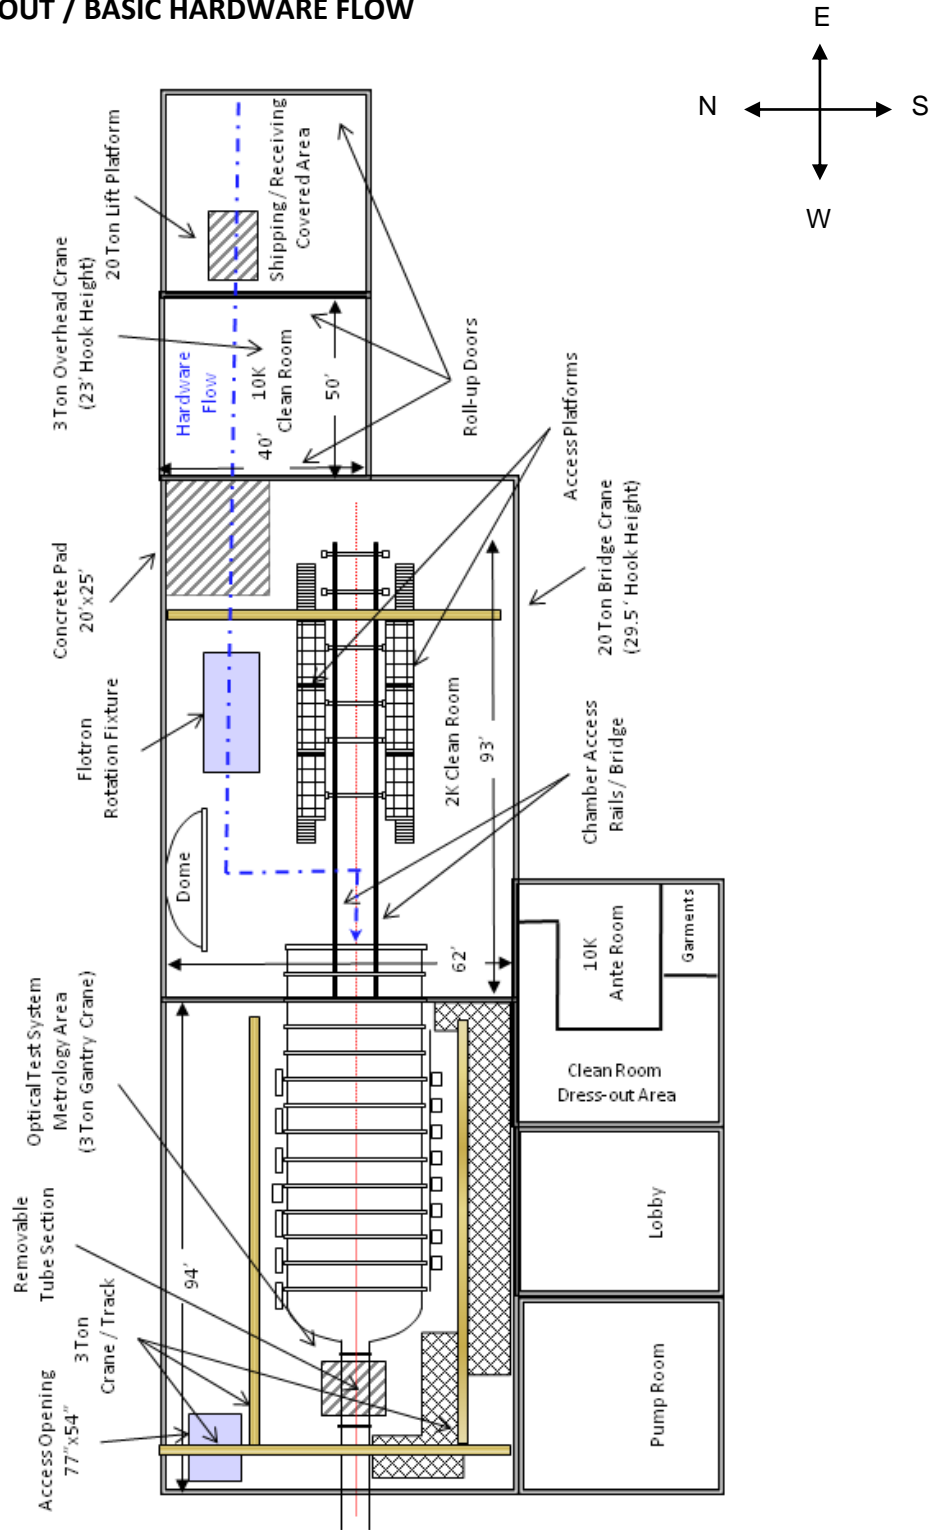 OUT / BASIC HARDWARE FLOW
E
N
S
W
20 Ton Lift Platform
Shipping / Receiving
Covered Area
3 Ton Overhead Crane
(23' Hook Height)
Hardware
Flow
10K
Clean Room
50'
40'
Roll-up Doors
Access Platforms
Concrete Pad
20'x25'
20 Ton Bridge Crane
(29.5' Hook Height)
Flotron
Rotation Fixture
2K Clean Room
93'
Chamber Access
Rails / Bridge
Dome
62'
10K
Ante Room
Garments
Clean Room
Dress-out Area
Optical Test System
Metrology Area
(3 Ton Gantry Crane)
Removable
Tube Section
94'
3 Ton
Crane / Track
Access Opening
77"x54"
Lobby
Pump Room